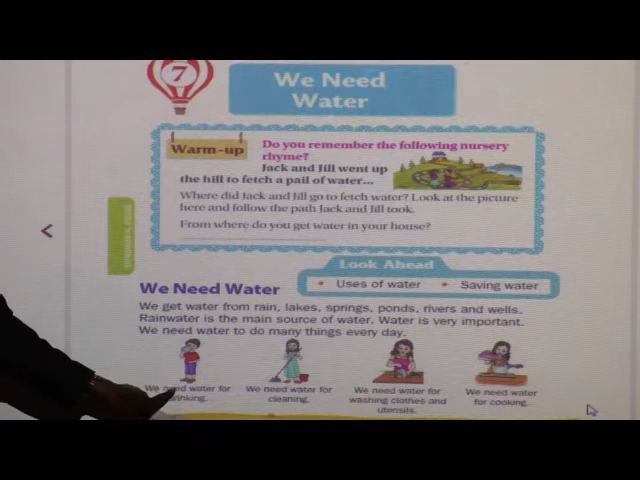 7
We Need
Water
Warm-up
Do you remember the following nursery
rhyme?
Jack and Jill went up
the hill to fetch a pail of water...
Where did Jack and Jill go to fetch water? Look at the picture
here and follow the path Jack and Jill took.
From where do you get water in your house?
Look Ahead
• Uses of water • Saving water
We Need Water
We get water from rain, lakes, springs, ponds, rivers and wells.
Rainwater is the main source of water. Water is very important.
We need water to do many things every day.
We need water for
drinking.
We need water for
cleaning.
We need water for
washing clothes and
utensils.
We need water
for cooking.